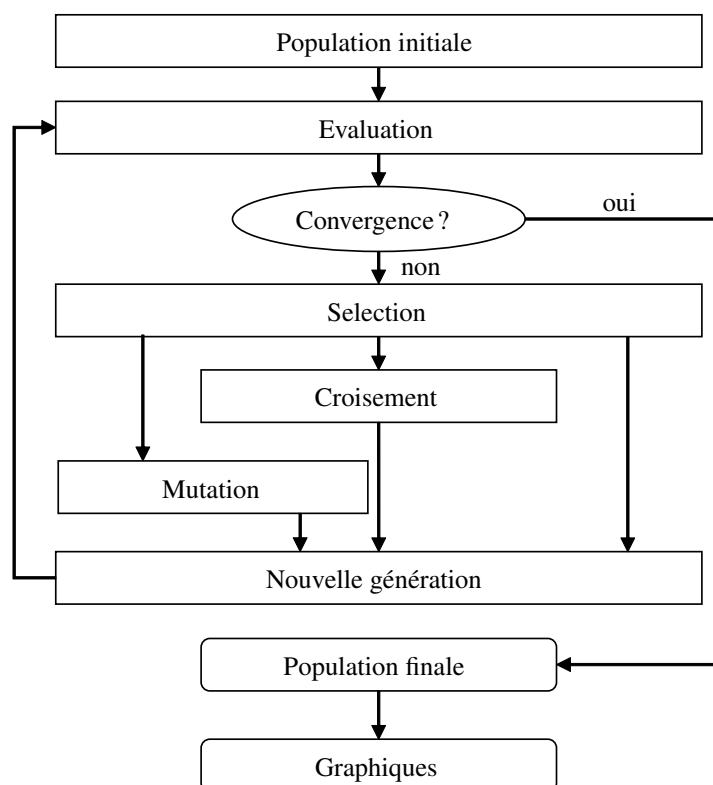 Population initiale
Evaluation
Convergence ?
oui
non
Selection
Croisement
Mutation
Nouvelle génération
Population finale
Graphiques